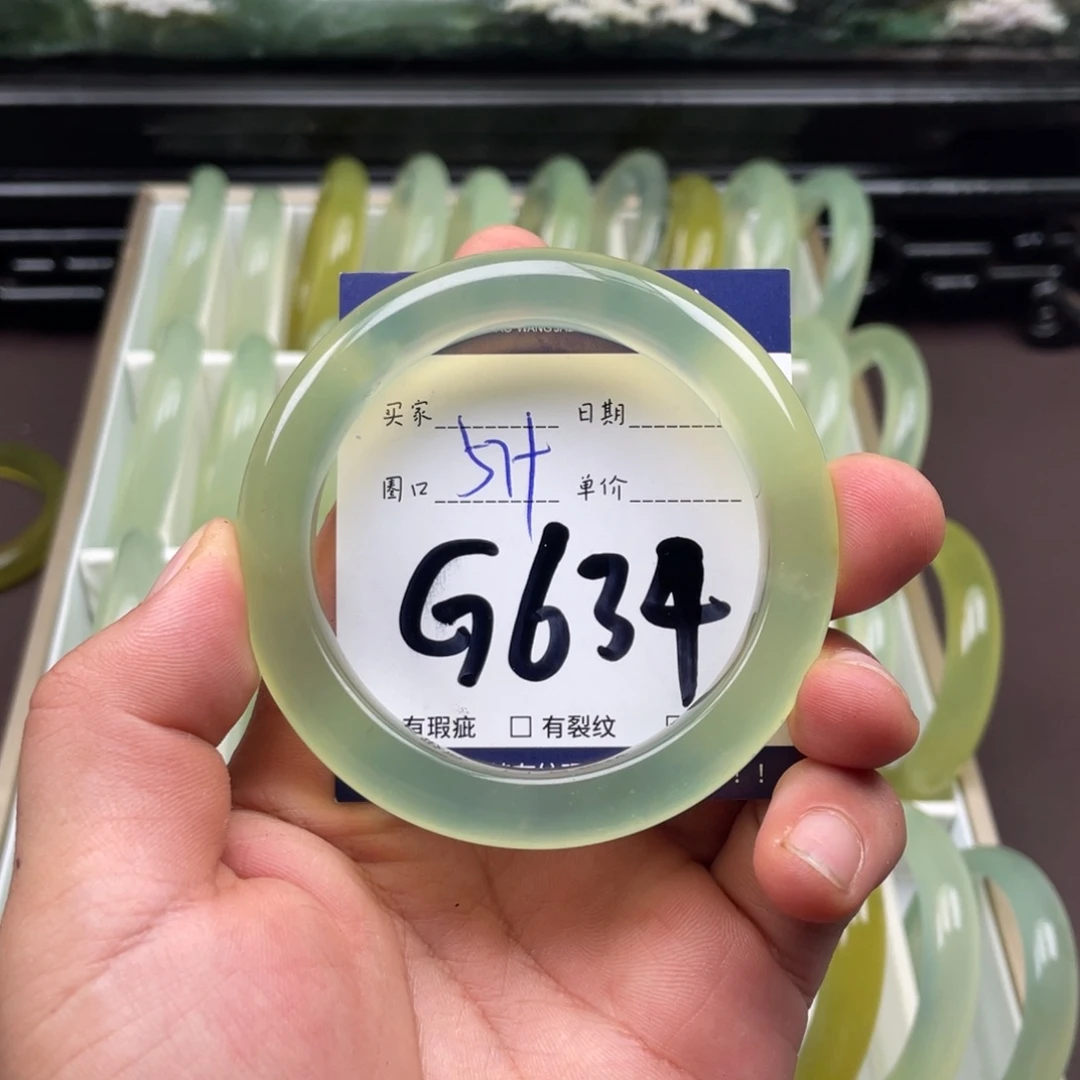 买家 日期
圈口 57+ 单价
G634
有瑕疵 □ 有裂纹 □
！！